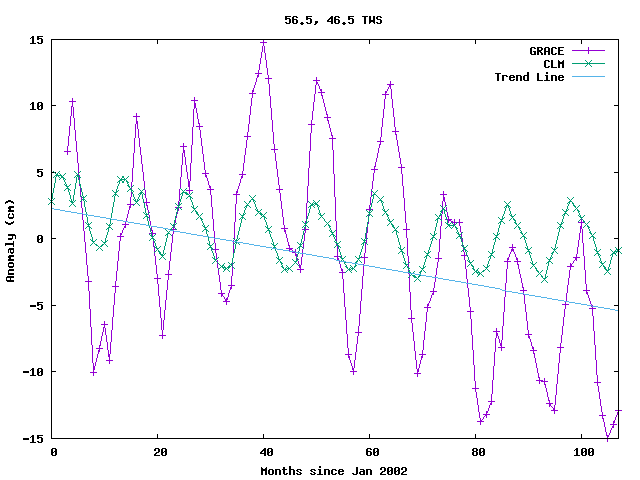 56.5, 46.5 TWS
GRACE
CLM
Trend Line
15
10
5
0
-5
-10
-15
Anomaly (cm)
0 20 40 60 80 100
Months since Jan 2002